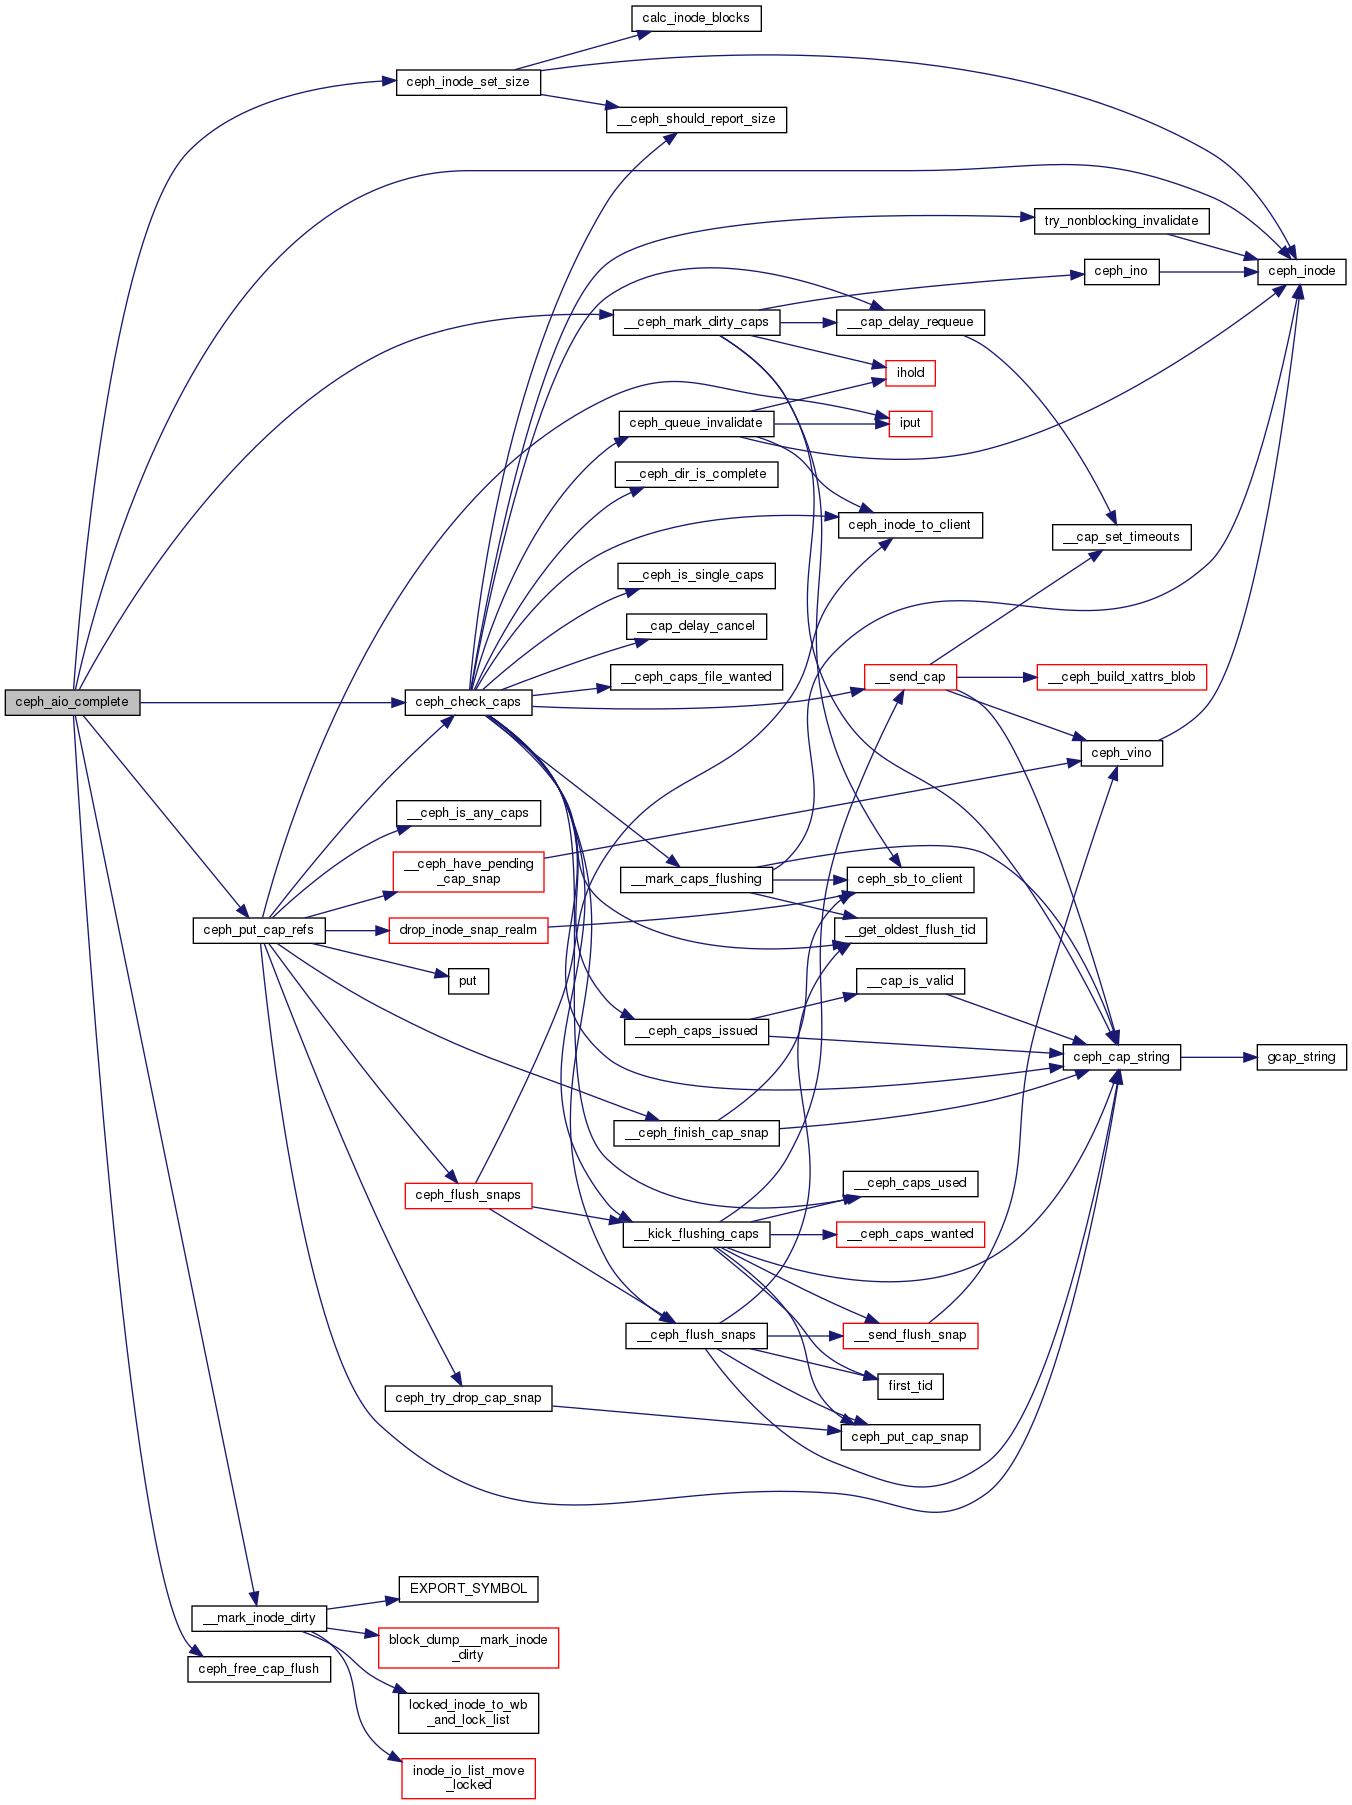 calc_inode_blocks
ceph_inode_set_size
__ceph_should_report_size
try_nonblocking_invalidate
ceph_ino
ceph_inode
__ceph_mark_dirty_caps
__cap_delay_requeue
ihold
ceph_queue_invalidate
iput
__ceph_dir_is_complete
ceph_inode_to_client
__cap_set_timeouts
__ceph_is_single_caps
__cap_delay_cancel
__ceph_caps_file_wanted
__send_cap
__ceph_build_xattrs_blob
ceph_aio_complete
ceph_check_caps
ceph_vino
__ceph_is_any_caps
__ceph_have_pending
_cap_snap
__mark_caps_flushing
ceph_sb_to_client
ceph_put_cap_refs
drop_inode_snap_realm
__get_oldest_flush_tid
put
__cap_is_valid
__ceph_caps_issued
ceph_cap_string
gcap_string
__ceph_finish_cap_snap
ceph_flush_snaps
__ceph_caps_used
__kick_flushing_caps
__ceph_caps_wanted
__ceph_flush_snaps
__send_flush_snap
first_tid
ceph_try_drop_cap_snap
ceph_put_cap_snap
EXPORT_SYMBOL
__mark_inode_dirty
block_dump___mark_inode
_dirty
ceph_free_cap_flush
locked_inode_to_wb
_and_lock_list
inode_io_list_move
_locked